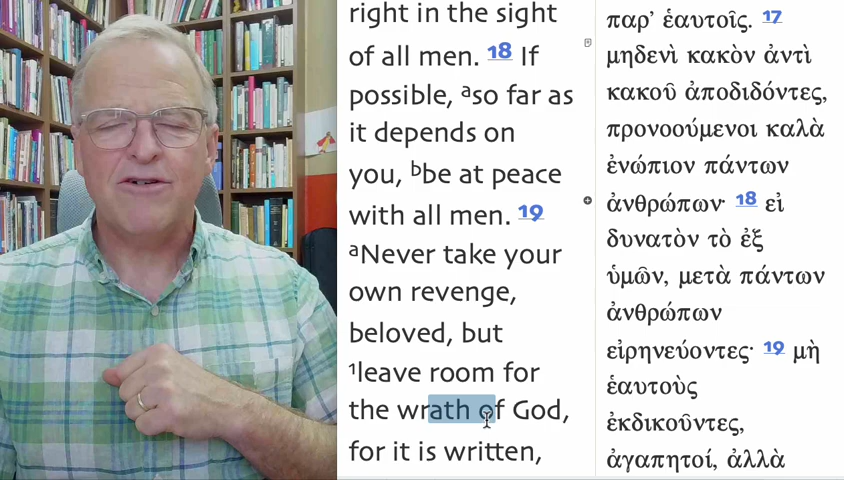 right in the sight
of all men. 18 If
possible, aso far as
it depends on
you, bbe at peace
with all men. 19
aNever take your
own revenge,
beloved, but
1leave room for
the wrath of God,
for it is written,
παρ’ ἑαυτοῖς. 17
μηδενὶ κακὸν ἀντὶ
κακοῦ ἀποδιδόντες,
προνοούμενοι καλὰ
ἐνώπιον πάντων
ἀνθρώπων· 18 εἰ
δυνατὸν τὸ ἐξ
ὑμῶν, μετὰ πάντων
ἀνθρώπων
εἰρηνεύοντες· 19 μὴ
ἑαυτοὺς
ἐκδικοῦντες,
ἀγαπητοί, ἀλλὰ